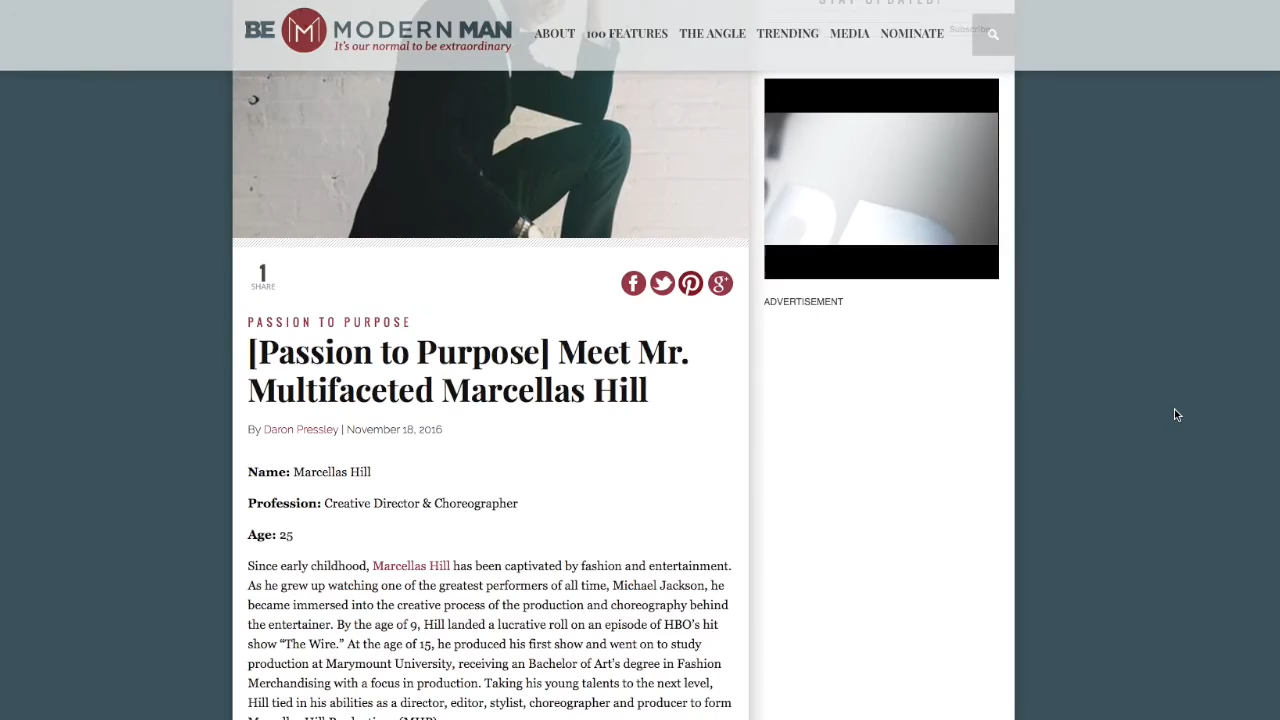 STAY UPDATED!
BE M MODERN MAN
It's our normal to be extraordinary
ABOUT 100 FEATURES THE ANGLE TRENDING MEDIA NOMINATE
Subscribe
1
SHARE
ADVERTISEMENT
PASSION TO PURPOSE
[Passion to Purpose] Meet Mr.
Multifaceted Marcellas Hill
By Daron Pressley | November 18, 2016
Name: Marcellas Hill
Profession: Creative Director & Choreographer
Age: 25
Since early childhood, Marcellas Hill has been captivated by fashion and entertainment.
As he grew up watching one of the greatest performers of all time, Michael Jackson, he
became immersed into the creative process of the production and choreography behind
the entertainer. By the age of 9, Hill landed a lucrative roll on an episode of HBO's hit
show “The Wire.” At the age of 15, he produced his first show and went on to study
production at Marymount University, receiving an Bachelor of Art's degree in Fashion
Merchandising with a focus in production. Taking his young talents to the next level,
Hill tied in his abilities as a director, editor, stylist, choreographer and producer to form
Marcellas Hill Productions (MHP)